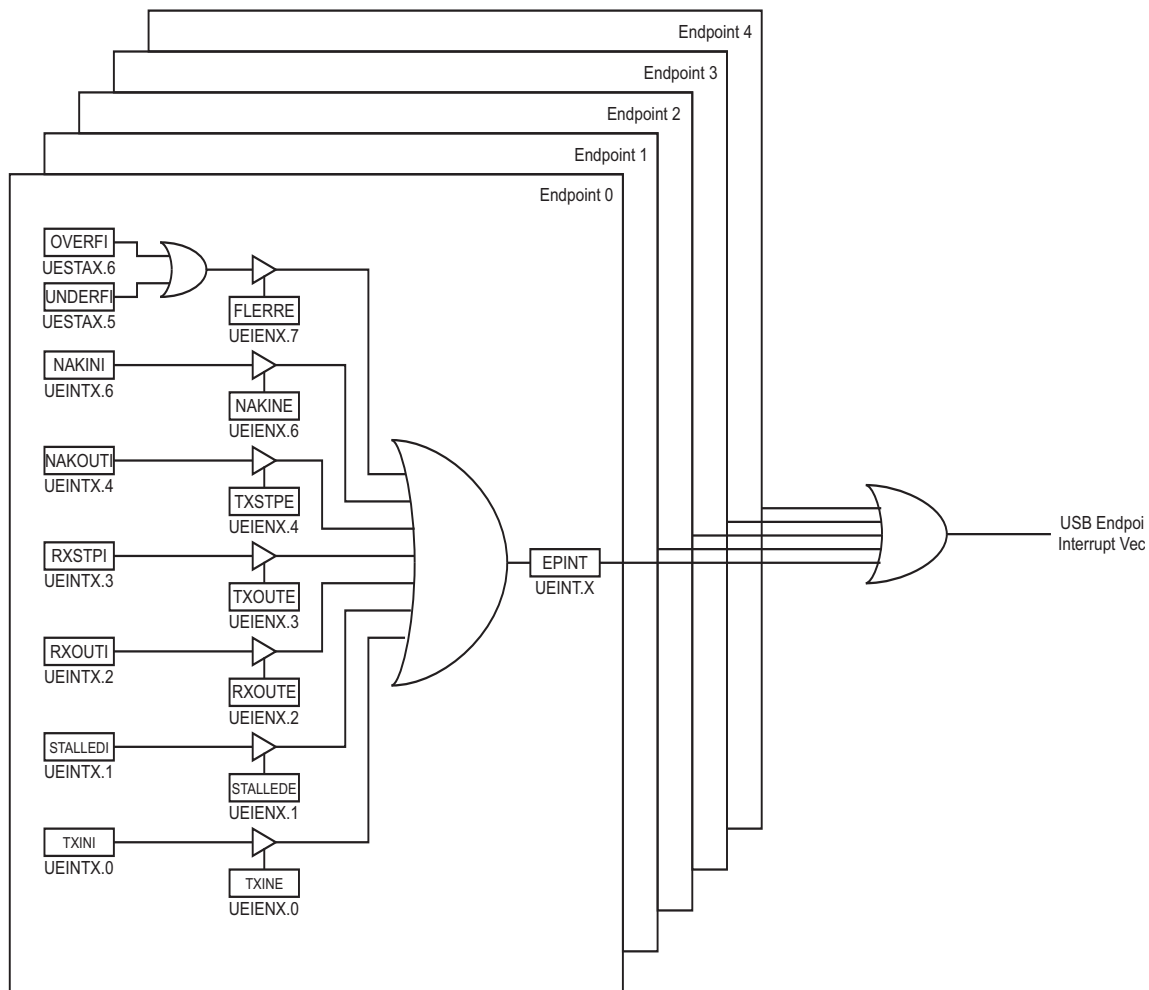 Endpoint 4
Endpoint 3
Endpoint 2
Endpoint 1
Endpoint 0
OVERFI
UESTAX.6
UNDERFI
UESTAX.5
FLERRE
UEIENX.7
NAKINI
UEINTX.6
NAKINE
UEIENX.6
NAKOUTI
UEINTX.4
TXSTPE
UEIENX.4
RXSTPI
UEINTX.3
TXOUTE
UEIENX.3
RXOUTI
UEINTX.2
RXOUTE
UEIENX.2
STALLEDI
UEINTX.1
STALLEDE
UEIENX.1
TXINI
UEINTX.0
TXINE
UEIENX.0
EPINT
UEINT.X
USB Endpoi
Interrupt Vec